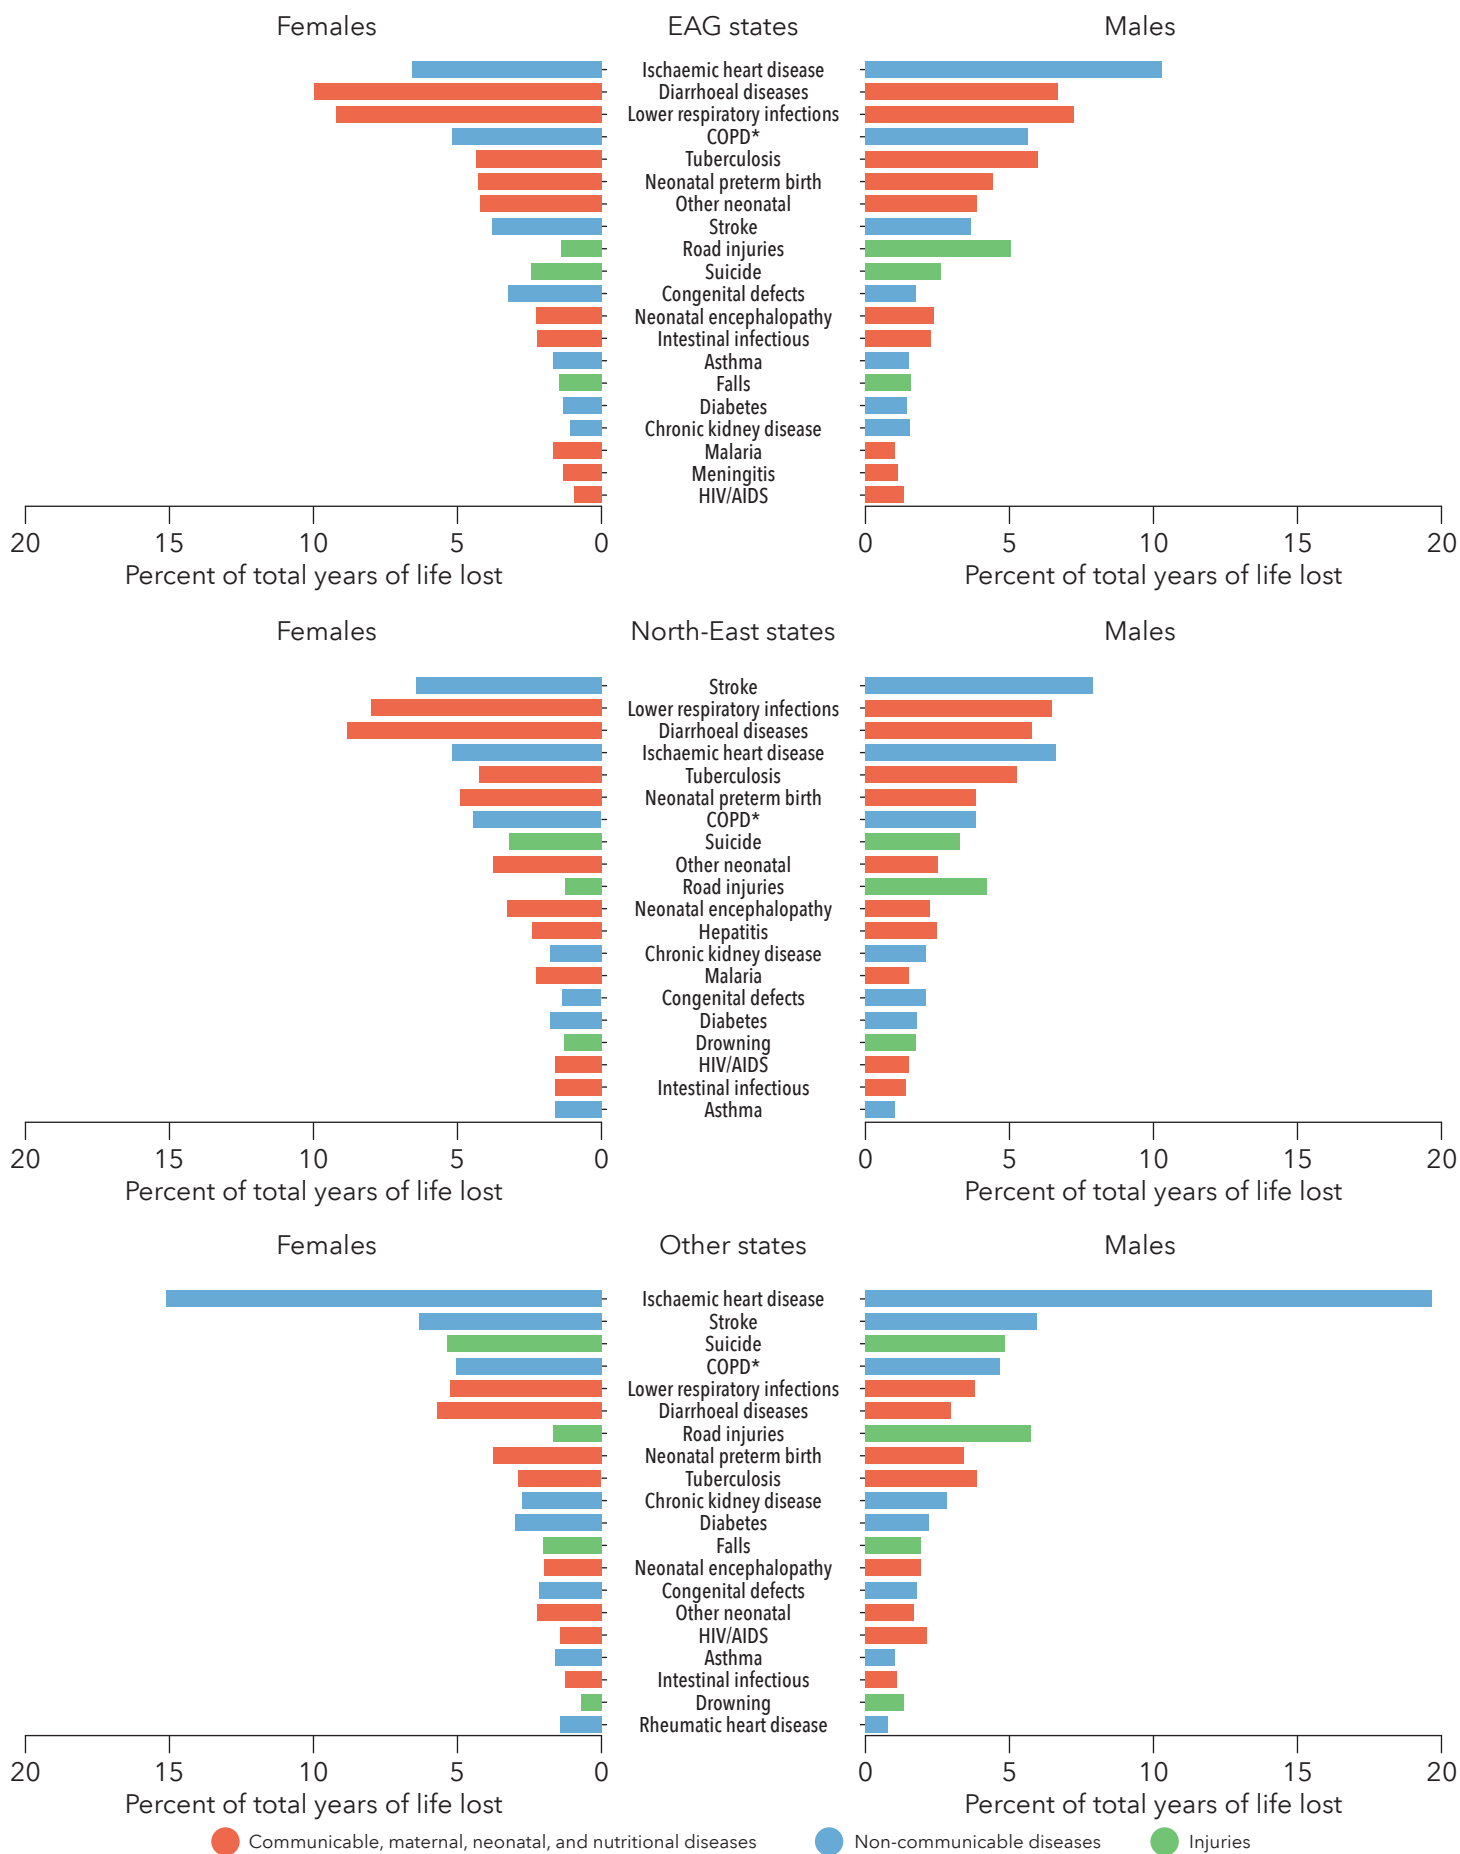 Females EAG states Males
Ischaemic heart disease
Diarrhoeal diseases
Lower respiratory infections
COPD*
Tuberculosis
Neonatal preterm birth
Other neonatal
Stroke
Road injuries
Suicide
Congenital defects
Neonatal encephalopathy
Intestinal infectious
Asthma
Falls
Diabetes
Chronic kidney disease
Malaria
Meningitis
HIV/AIDS
20 15 10 5 0 0 5 10 15 20
Percent of total years of life lost Percent of total years of life lost
Females North-East states Males
Stroke
Lower respiratory infections
Diarrhoeal diseases
Ischaemic heart disease
Tuberculosis
Neonatal preterm birth
COPD*
Suicide
Other neonatal
Road injuries
Neonatal encephalopathy
Hepatitis
Chronic kidney disease
Malaria
Congenital defects
Diabetes
Drowning
HIV/AIDS
Intestinal infectious
Asthma
20 15 10 5 0 0 5 10 15 20
Percent of total years of life lost Percent of total years of life lost
Females Other states Males
Ischaemic heart disease
Stroke
Suicide
COPD*
Lower respiratory infections
Diarrhoeal diseases
Road injuries
Neonatal preterm birth
Tuberculosis
Chronic kidney disease
Diabetes
Falls
Neonatal encephalopathy
Congenital defects
Other neonatal
HIV/AIDS
Asthma
Intestinal infectious
Drowning
Rheumatic heart disease
20 15 10 5 0 0 5 10 15 20
Percent of total years of life lost Percent of total years of life lost
Communicable, maternal, neonatal, and nutritional diseases Non-communicable diseases Injuries